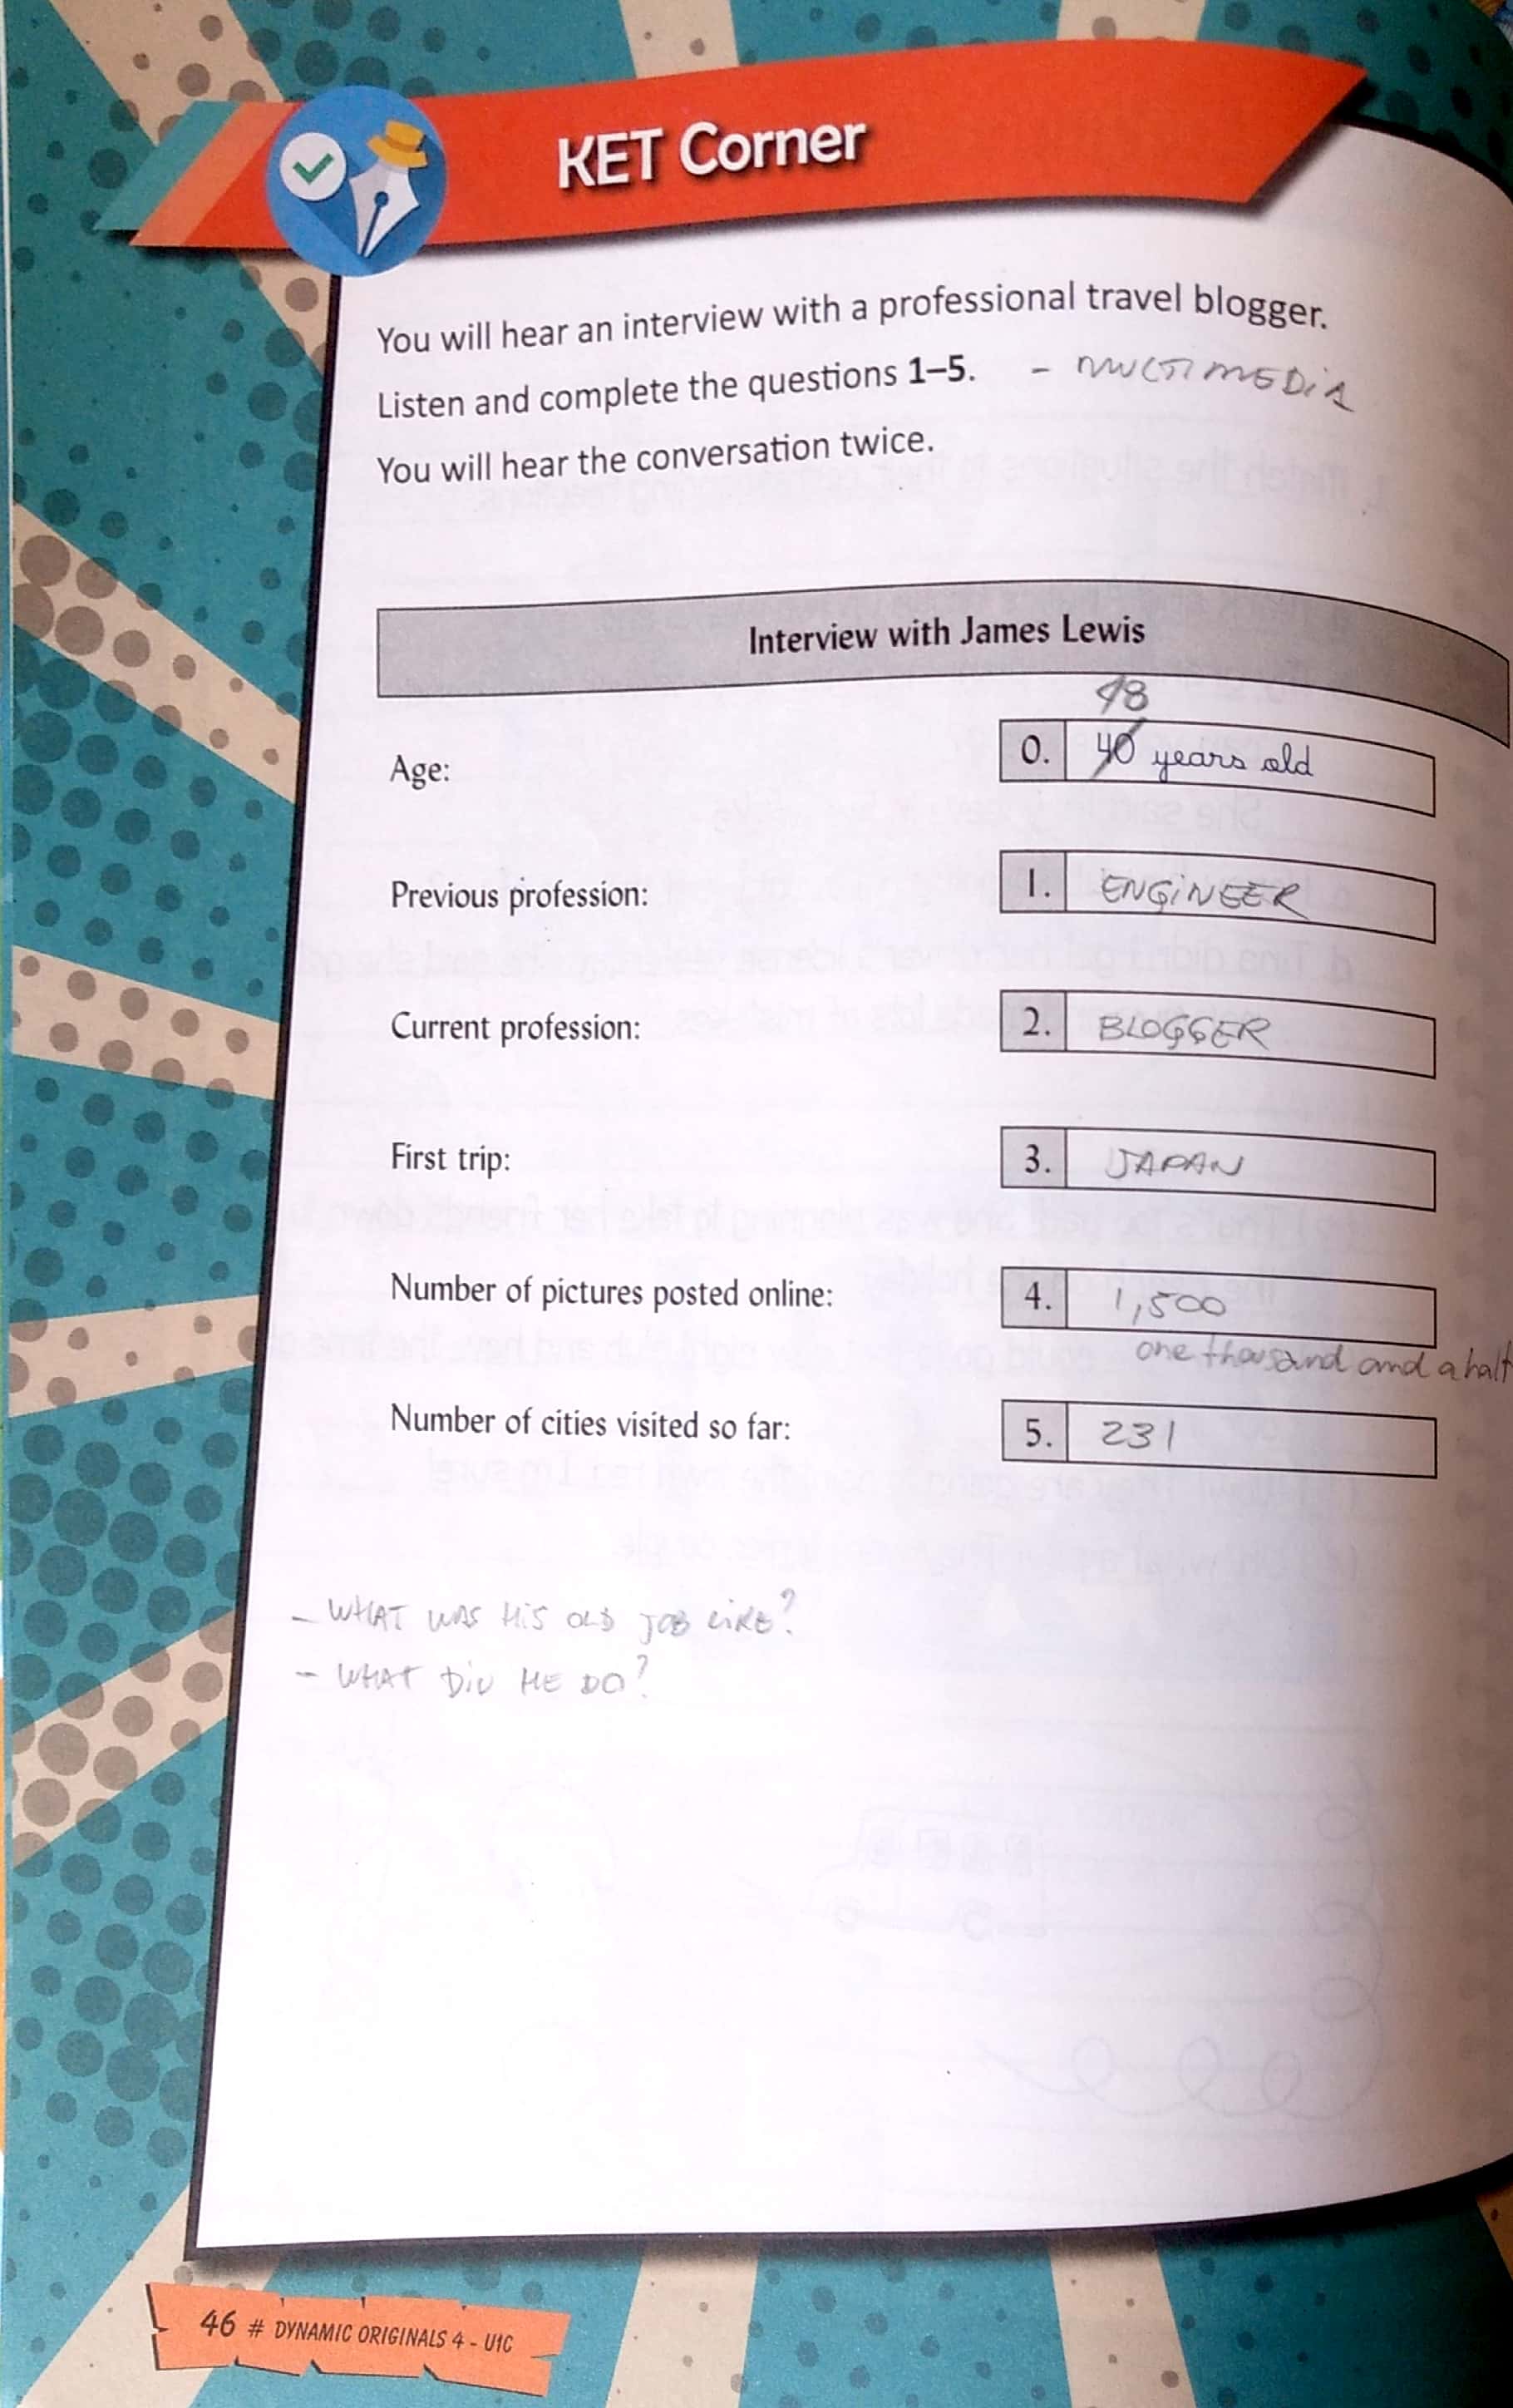 KET Corner
You will hear an interview with a professional travel blogger.
Listen and complete the questions 1–5. - MULTIMEDIA
You will hear the conversation twice.
Interview with James Lewis
48
Age: 0. 40 years old
Previous profession: 1. ENGINEER
Current profession: 2. BLOGGER
First trip: 3. JAPAN
Number of pictures posted online: 4. 1,500
one thousand and a half
Number of cities visited so far: 5. 231
- WHAT WAS HIS OLD JOB LIKE?
- WHAT DID HE DO?
46 # DYNAMIC ORIGINALS 4 - U1C